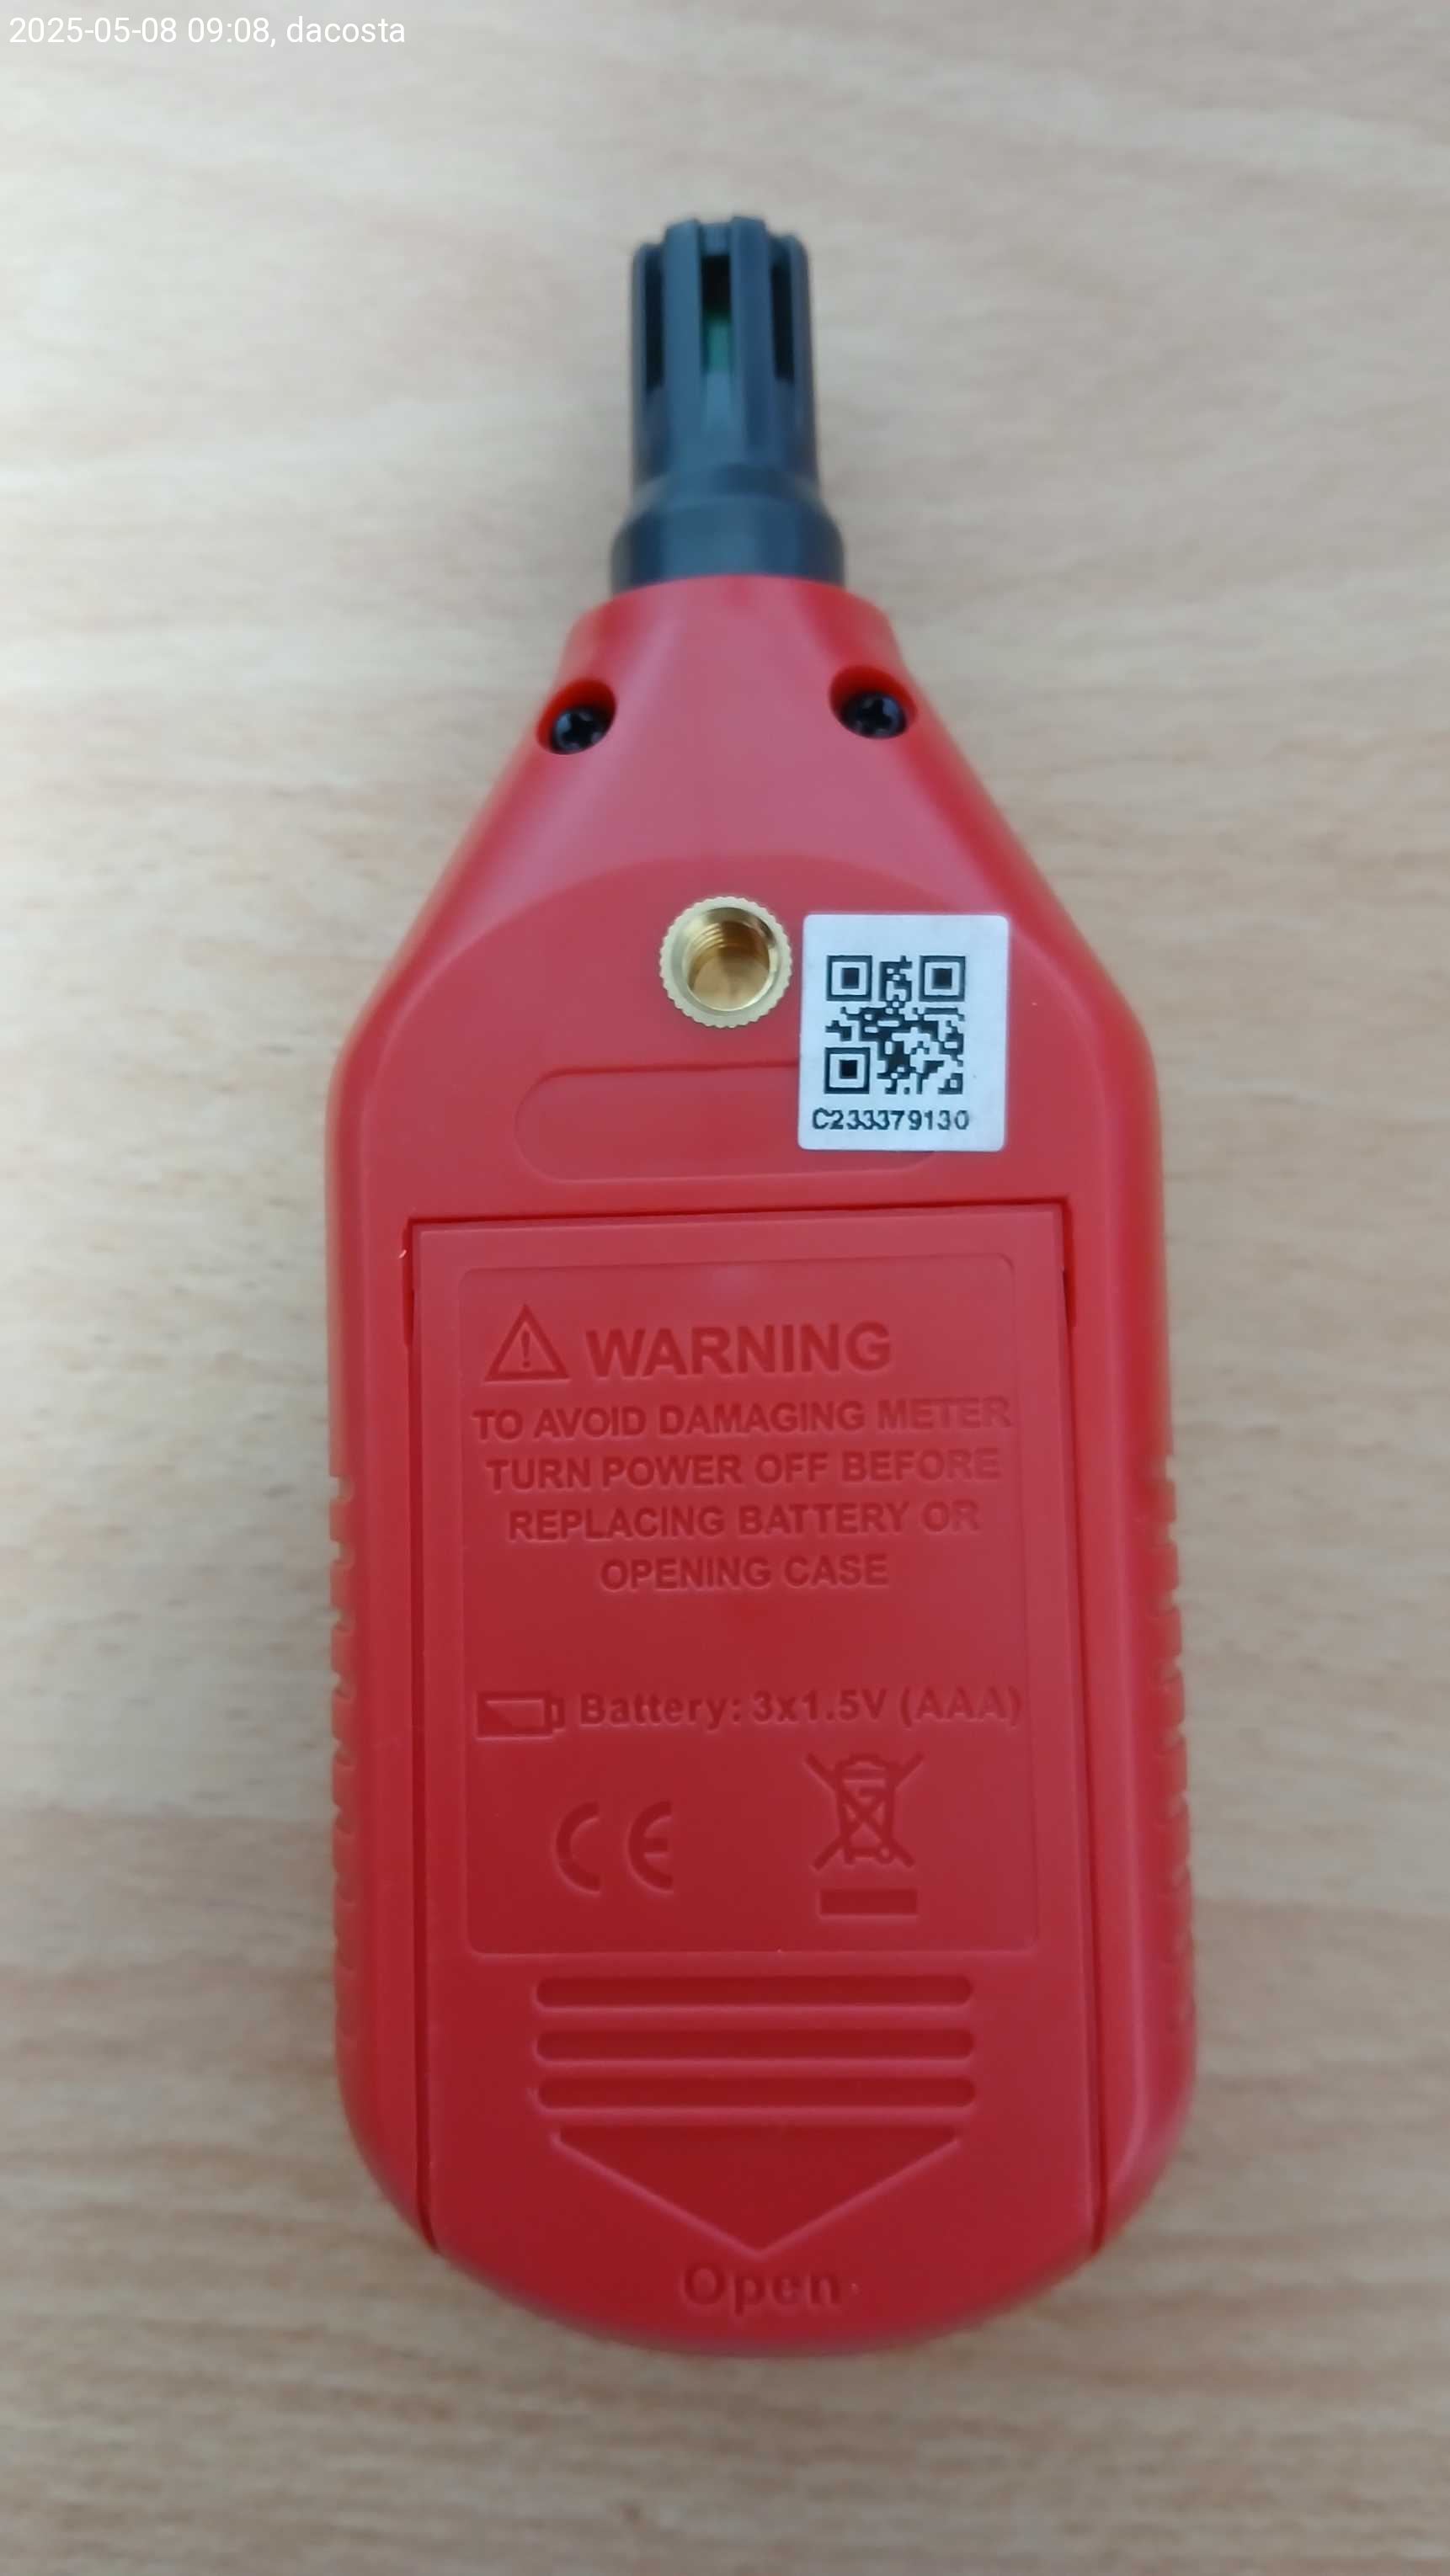 2025-05-08 09:08, dacosta
C233379130
WARNING
TO AVOID DAMAGING METER
TURN POWER OFF BEFORE
REPLACING BATTERY OR
OPENING CASE
Battery: 3x1.5V (AAA)
CE
Open